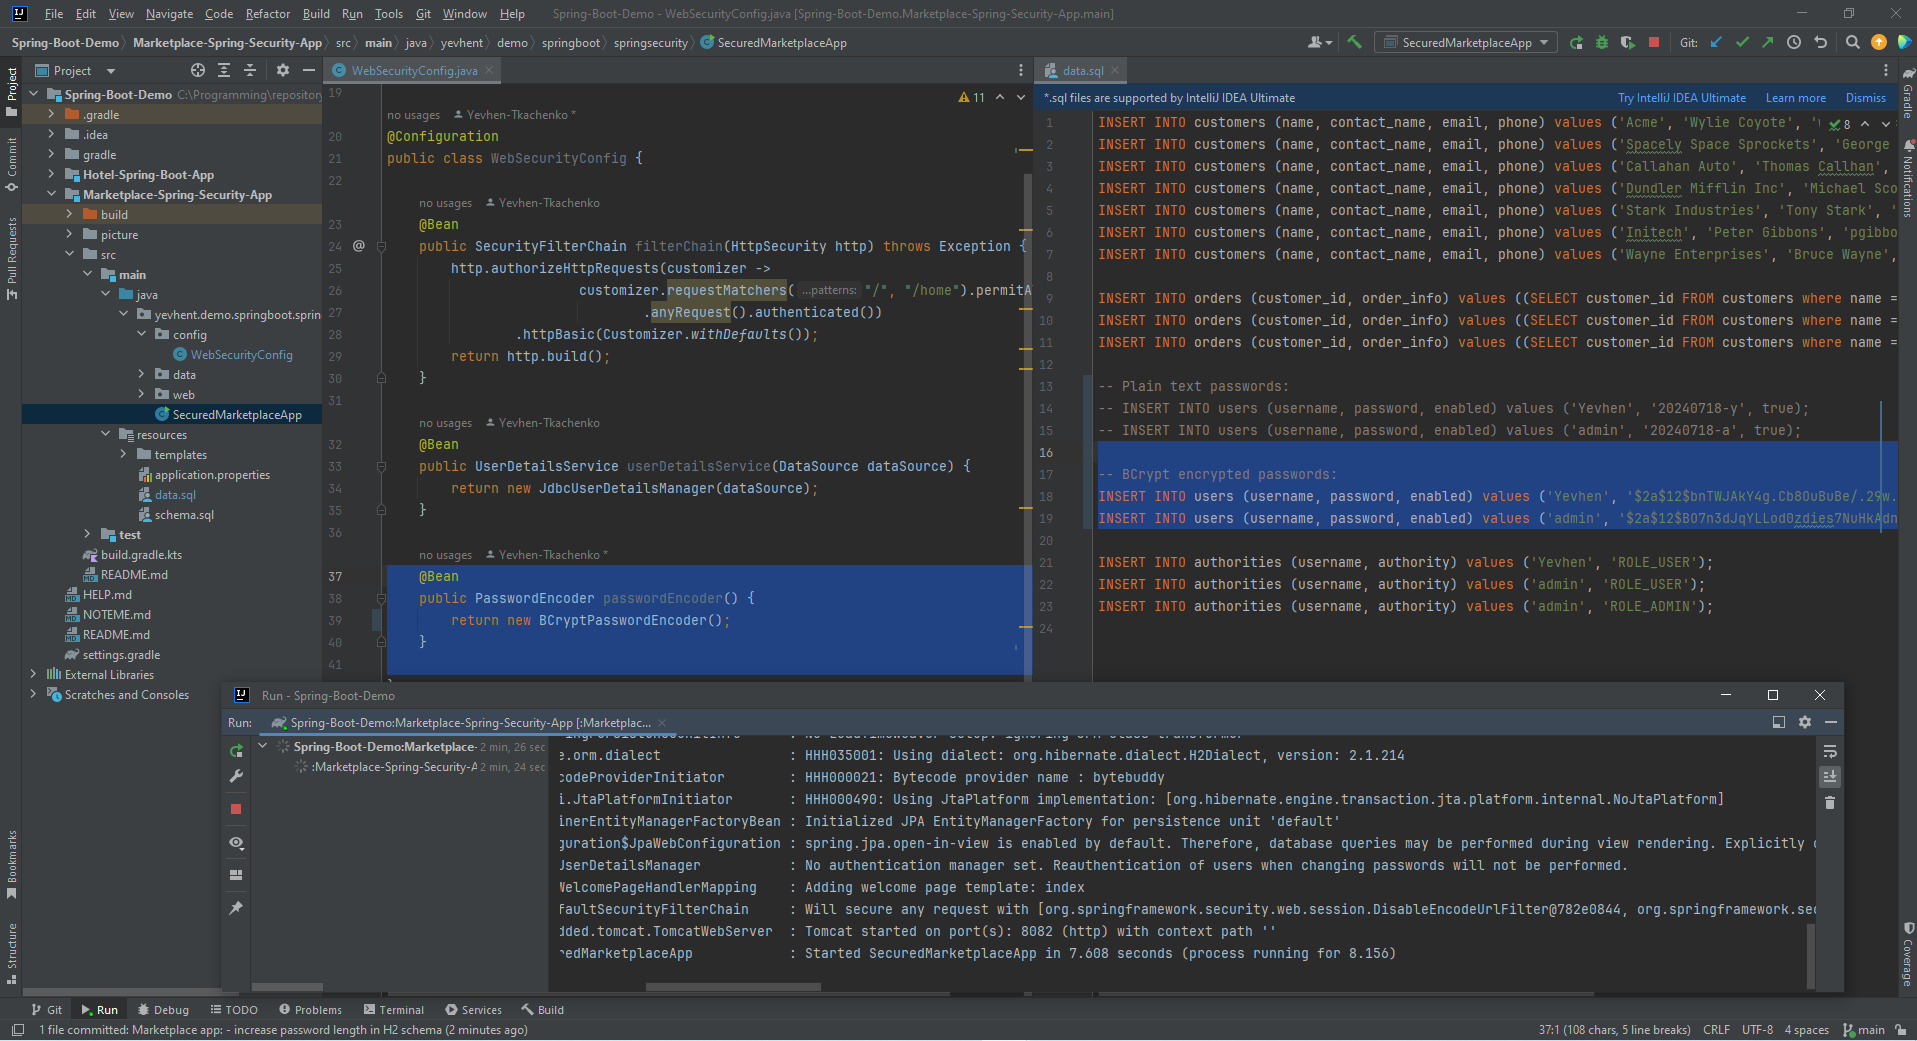 File Edit View Navigate Code Refactor Build Run Tools Git Window Help Spring-Boot-Demo - WebSecurityConfig.java [Spring-Boot-Demo.Marketplace-Spring-Security-App.main]
Spring-Boot-Demo Marketplace-Spring-Security-App src main java yevhent demo springboot springsecurity SecuredMarketplaceApp SecuredMarketplaceApp Git:
Project
Commit
Pull Requests
Bookmarks
Structure
Project
Spring-Boot-Demo C:\Programming\repository
.gradle
.idea
gradle
Hotel-Spring-Boot-App
Marketplace-Spring-Security-App
build
picture
src
main
java
yevhent.demo.springboot.sprin
config
WebSecurityConfig
data
web
SecuredMarketplaceApp
resources
templates
application.properties
data.sql
schema.sql
test
build.gradle.kts
README.md
HELP.md
NOTEME.md
README.md
settings.gradle
External Libraries
Scratches and Consoles
WebSecurityConfig.java
11
19
no usages Yevhen-Tkachenko *
20 @Configuration
21 public class WebSecurityConfig {
22
no usages Yevhen-Tkachenko
23 @Bean
24 @ public SecurityFilterChain filterChain(HttpSecurity http) throws Exception {
25 http.authorizeHttpRequests(customizer ->
26 customizer.requestMatchers( ...patterns: "/", "/home").permitA
27 .anyRequest().authenticated())
28 .httpBasic(Customizer.withDefaults());
29 return http.build();
30 }
31
no usages Yevhen-Tkachenko
32 @Bean
33 public UserDetailsService userDetailsService(DataSource dataSource) {
34 return new JdbcUserDetailsManager(dataSource);
35 }
36
no usages Yevhen-Tkachenko *
37 @Bean
38 public PasswordEncoder passwordEncoder() {
39 return new BCryptPasswordEncoder();
40 }
41
data.sql
*.sql files are supported by IntelliJ IDEA Ultimate Try IntelliJ IDEA Ultimate Learn more Dismiss
8
1 INSERT INTO customers (name, contact_name, email, phone) values ('Acme', 'Wylie Coyote', '
2 INSERT INTO customers (name, contact_name, email, phone) values ('Spacely Space Sprockets', 'George
3 INSERT INTO customers (name, contact_name, email, phone) values ('Callahan Auto', 'Thomas Callhan',
4 INSERT INTO customers (name, contact_name, email, phone) values ('Dundler Mifflin Inc', 'Michael Sco
5 INSERT INTO customers (name, contact_name, email, phone) values ('Stark Industries', 'Tony Stark', '
6 INSERT INTO customers (name, contact_name, email, phone) values ('Initech', 'Peter Gibbons', 'pgibbo
7 INSERT INTO customers (name, contact_name, email, phone) values ('Wayne Enterprises', 'Bruce Wayne',
8
9 INSERT INTO orders (customer_id, order_info) values ((SELECT customer_id FROM customers where name =
10 INSERT INTO orders (customer_id, order_info) values ((SELECT customer_id FROM customers where name =
11 INSERT INTO orders (customer_id, order_info) values ((SELECT customer_id FROM customers where name =
12
13 -- Plain text passwords:
14 -- INSERT INTO users (username, password, enabled) values ('Yevhen', '20240718-y', true);
15 -- INSERT INTO users (username, password, enabled) values ('admin', '20240718-a', true);
16
17 -- BCrypt encrypted passwords:
18 INSERT INTO users (username, password, enabled) values ('Yevhen', '$2a$12$bnTWJAkY4g.Cb8OuBuBe/.29w.
19 INSERT INTO users (username, password, enabled) values ('admin', '$2a$12$BO7n3dJqYLLod0zdies7NuHkAdn
20
21 INSERT INTO authorities (username, authority) values ('Yevhen', 'ROLE_USER');
22 INSERT INTO authorities (username, authority) values ('admin', 'ROLE_USER');
23 INSERT INTO authorities (username, authority) values ('admin', 'ROLE_ADMIN');
24
Gradle
Notifications
Coverage
Run - Spring-Boot-Demo
Run: Spring-Boot-Demo:Marketplace-Spring-Security-App [:Marketplac...
Spring-Boot-Demo:Marketplace- 2 min, 26 sec
:Marketplace-Spring-Security-A 2 min, 24 sec
e.orm.dialect : HHH035001: Using dialect: org.hibernate.dialect.H2Dialect, version: 2.1.214
codeProviderInitiator : HHH000021: Bytecode provider name : bytebuddy
i.JtaPlatformInitiator : HHH000490: Using JtaPlatform implementation: [org.hibernate.engine.transaction.jta.platform.internal.NoJtaPlatform]
inerEntityManagerFactoryBean : Initialized JPA EntityManagerFactory for persistence unit 'default'
guration$JpaWebConfiguration : spring.jpa.open-in-view is enabled by default. Therefore, database queries may be performed during view rendering. Explicitly c
UserDetailsManager : No authentication manager set. Reauthentication of users when changing passwords will not be performed.
WelcomePageHandlerMapping : Adding welcome page template: index
faultSecurityFilterChain : Will secure any request with [org.springframework.security.web.session.DisableEncodeUrlFilter@782e0844, org.springframework.sec
dded.tomcat.TomcatWebServer : Tomcat started on port(s): 8082 (http) with context path ''
redMarketplaceApp : Started SecuredMarketplaceApp in 7.608 seconds (process running for 8.156)
Git Run Debug TODO Problems Terminal Services Build
1 file committed: Marketplace app: - increase password length in H2 schema (2 minutes ago) 37:1 (108 chars, 5 line breaks) CRLF UTF-8 4 spaces main